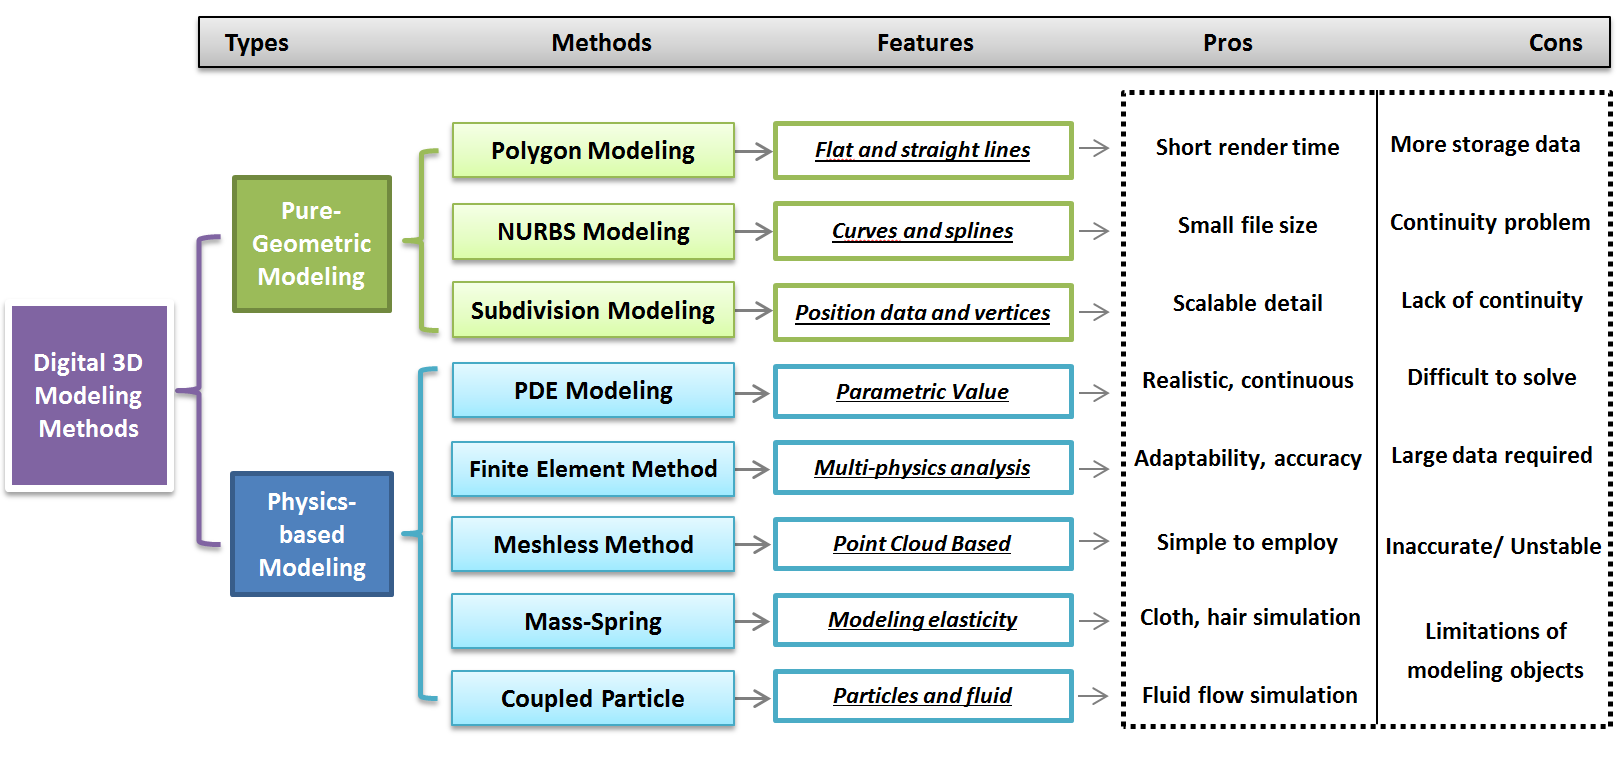 Types Methods Features Pros Cons
Digital 3D
Modeling
Methods
Pure-
Geometric
Modeling
Polygon Modeling Flat and straight lines Short render time More storage data
NURBS Modeling Curves and splines Small file size Continuity problem
Subdivision Modeling Position data and vertices Scalable detail Lack of continuity
Physics-
based
Modeling
PDE Modeling Parametric Value Realistic, continuous Difficult to solve
Finite Element Method Multi-physics analysis Adaptability, accuracy Large data required
Meshless Method Point Cloud Based Simple to employ Inaccurate/ Unstable
Mass-Spring Modeling elasticity Cloth, hair simulation
Coupled Particle Particles and fluid Fluid flow simulation
Limitations of
modeling objects